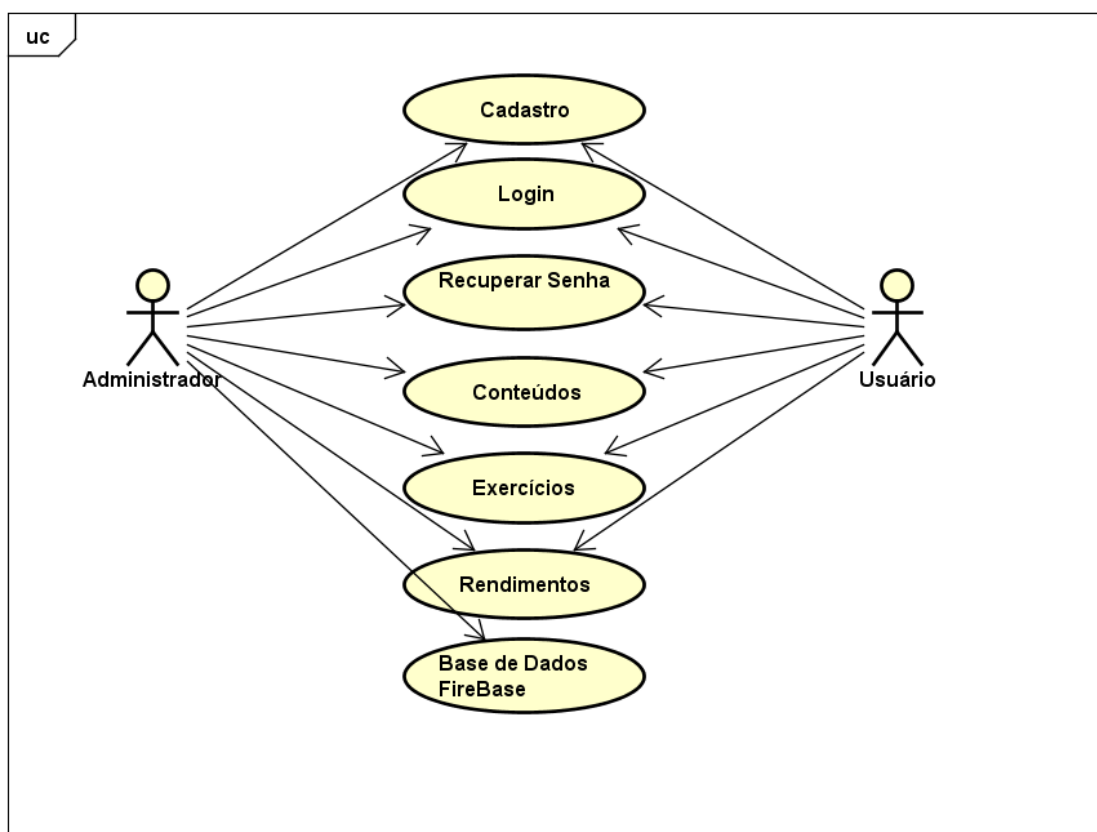 uc
Cadastro
Login
Recuperar Senha
Administrador
Usuário
Conteúdos
Exercícios
Rendimentos
Base de Dados
FireBase